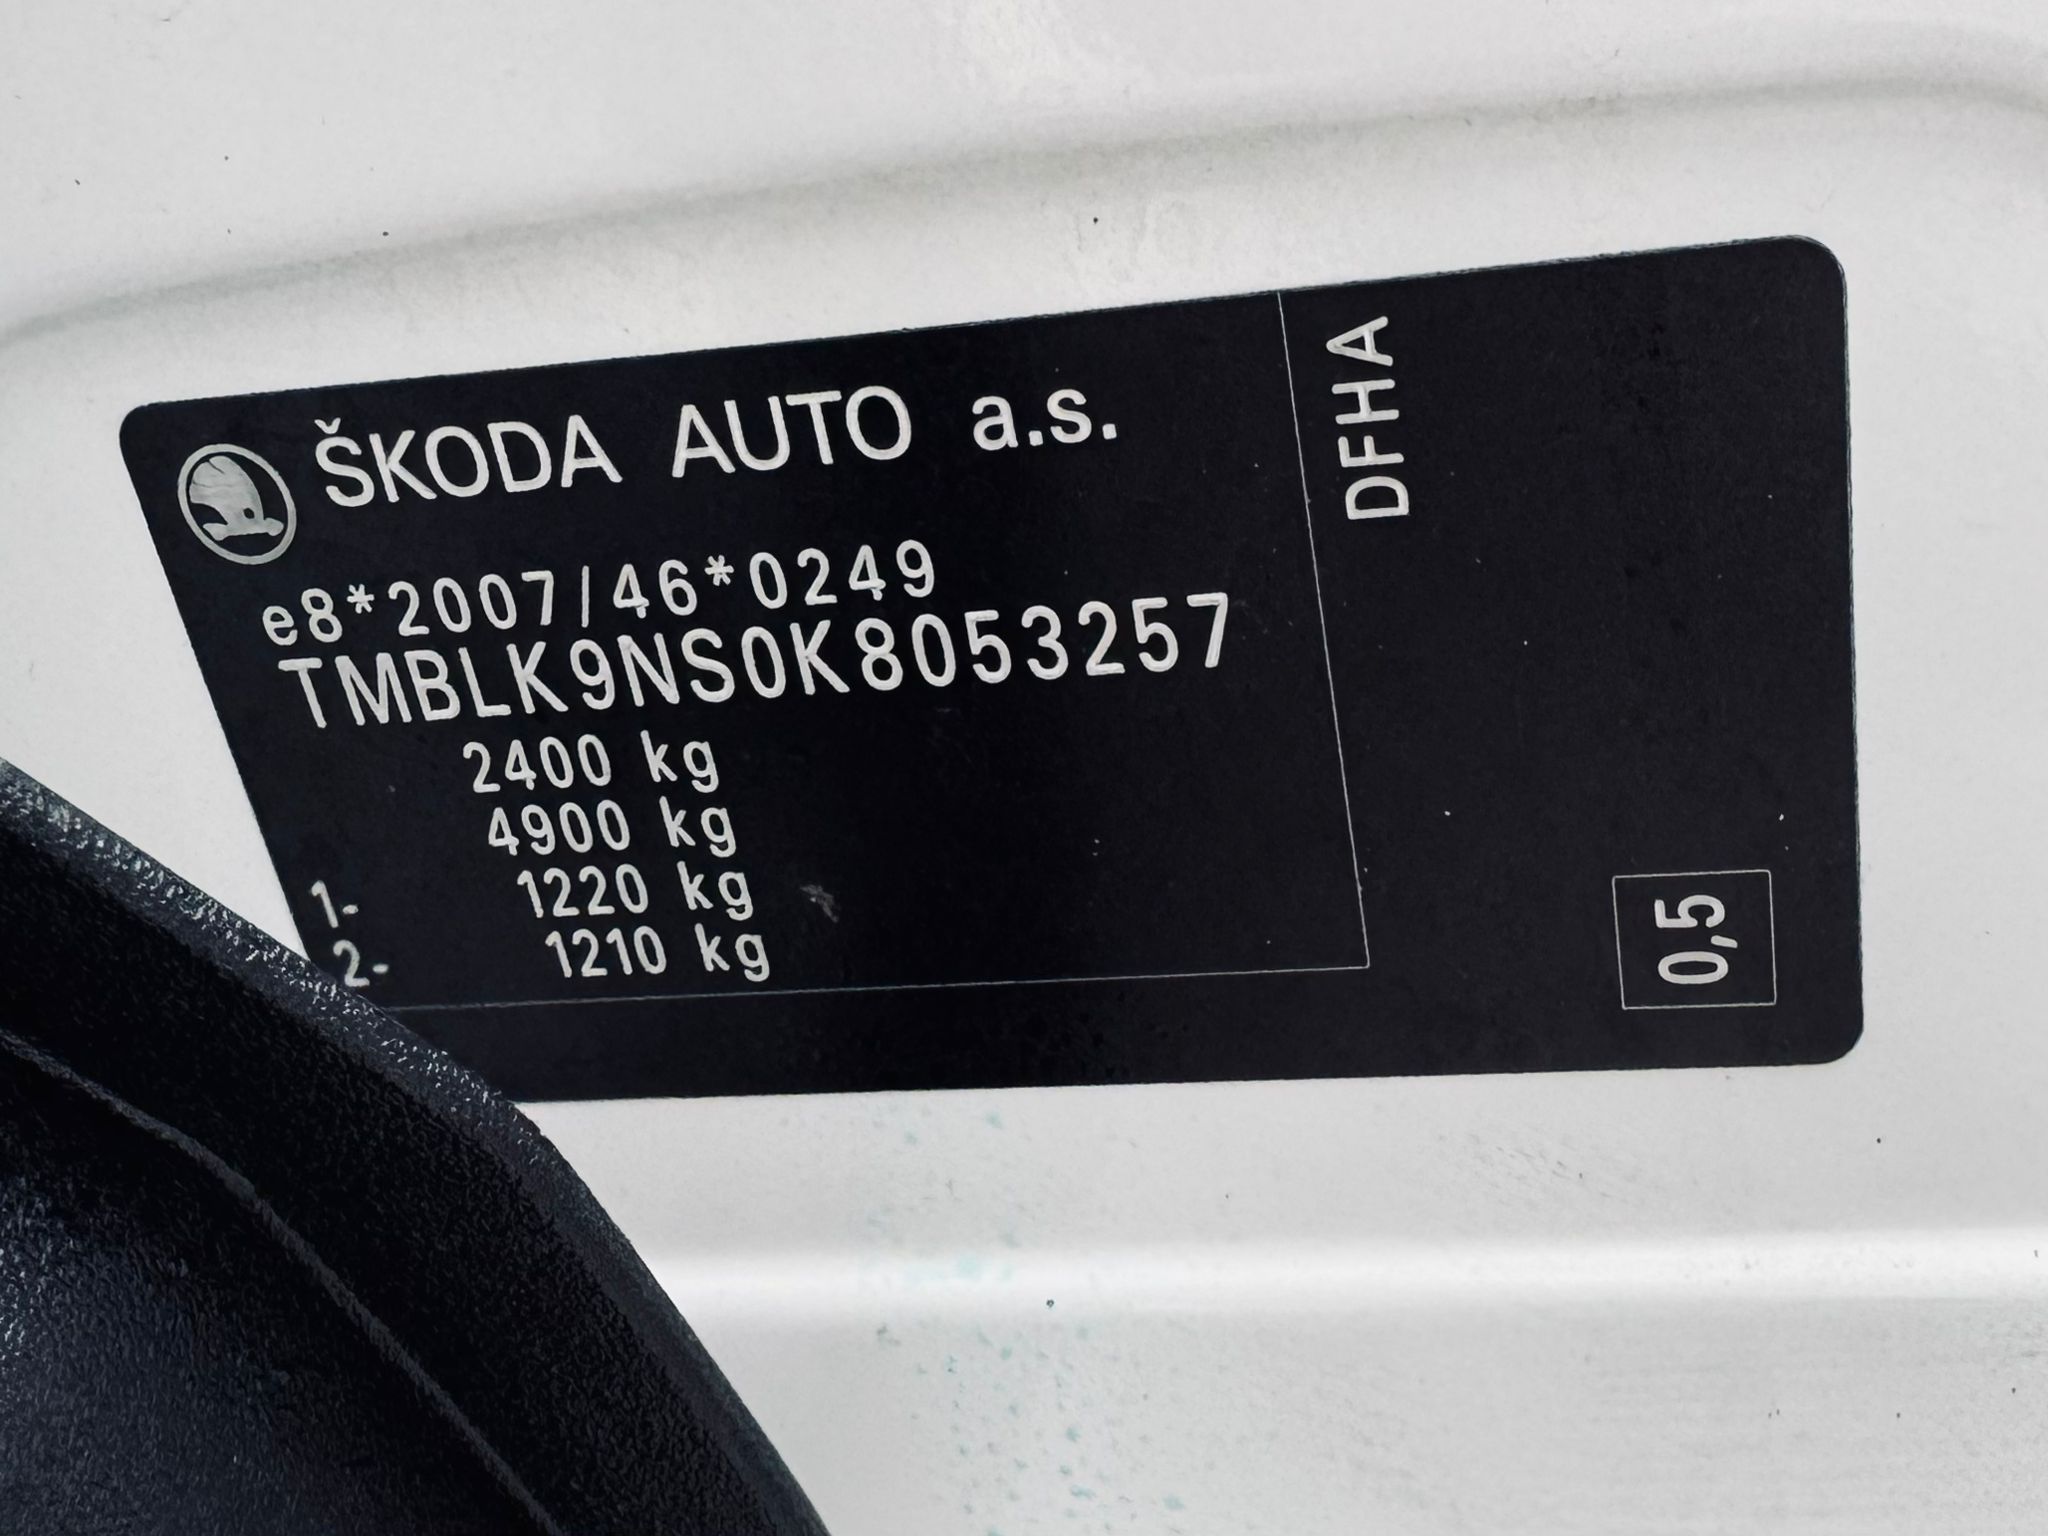 ŠKODA AUTO a.s.
e8*2007/46*0249
TMBLK9NS0K8053257
2400 kg
4900 kg
1- 1220 kg
2- 1210 kg
DFHA
0,5